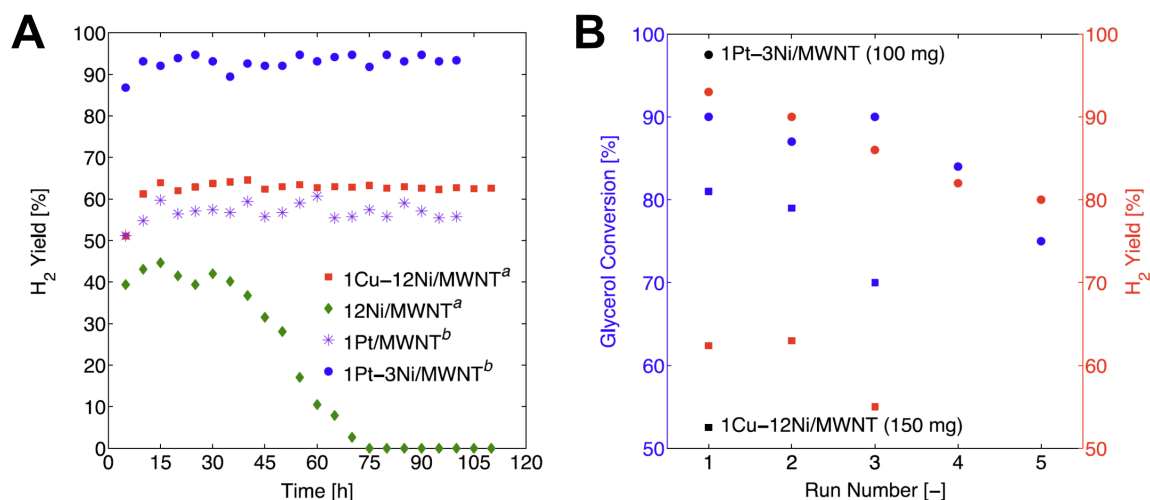 A
100
90
80
70
60
50
40
30
20
10
0
H2 Yield [%]
0 15 30 45 60 75 90 105 120
Time [h]
1Cu–12Ni/MWNTa
12Ni/MWNTa
1Pt/MWNTb
1Pt–3Ni/MWNTb
B
100
90
80
70
60
50
Glycerol Conversion [%]
1Pt–3Ni/MWNT (100 mg)
1Cu–12Ni/MWNT (150 mg)
1 2 3 4 5
Run Number [–]
100
90
80
70
60
50
H2 Yield [%]